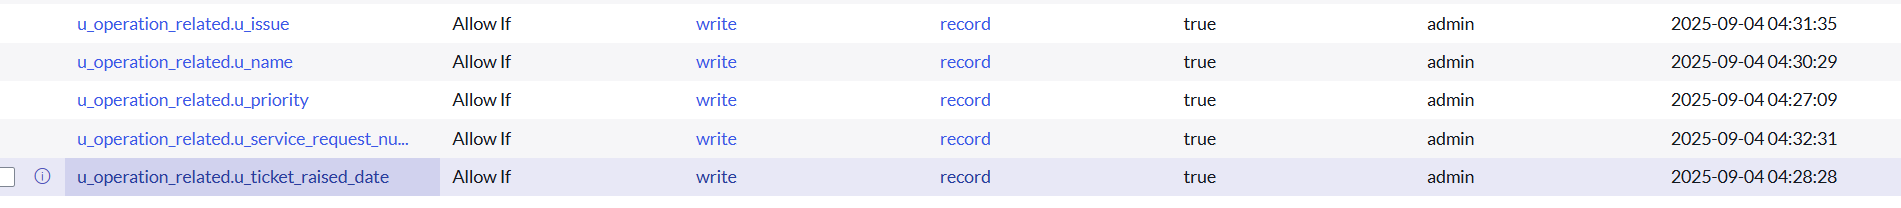 u_operation_related.u_issue Allow If write record true admin 2025-09-04 04:31:35
u_operation_related.u_name Allow If write record true admin 2025-09-04 04:30:29
u_operation_related.u_priority Allow If write record true admin 2025-09-04 04:27:09
u_operation_related.u_service_request_nu... Allow If write record true admin 2025-09-04 04:32:31
u_operation_related.u_ticket_raised_date Allow If write record true admin 2025-09-04 04:28:28